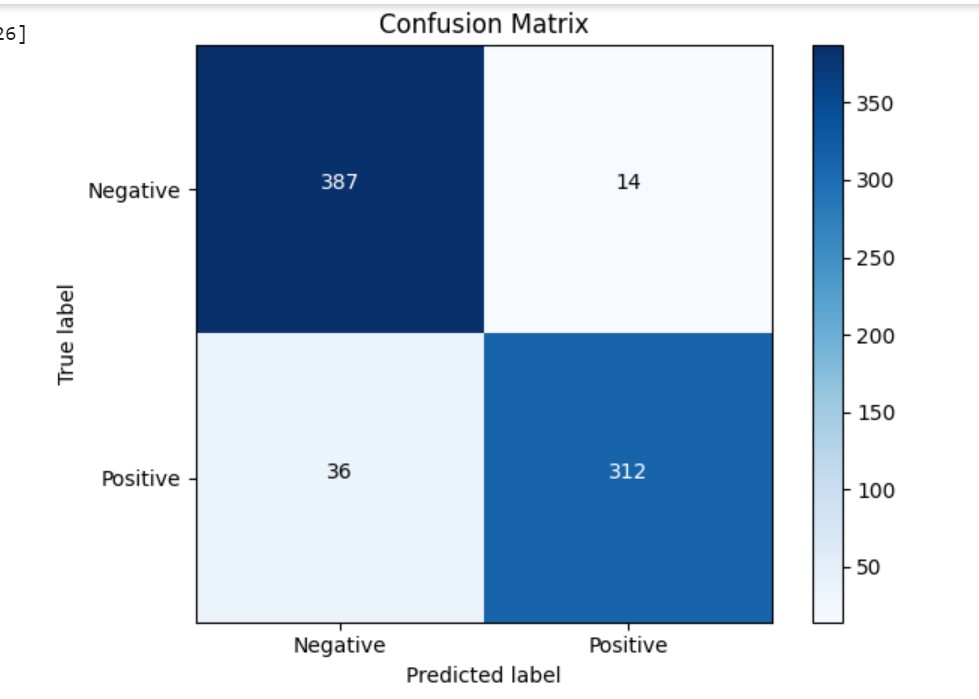 26]
Confusion Matrix
Negative
387
14
Positive
36
312
True label
Negative
Positive
Predicted label
350
300
250
200
150
100
50